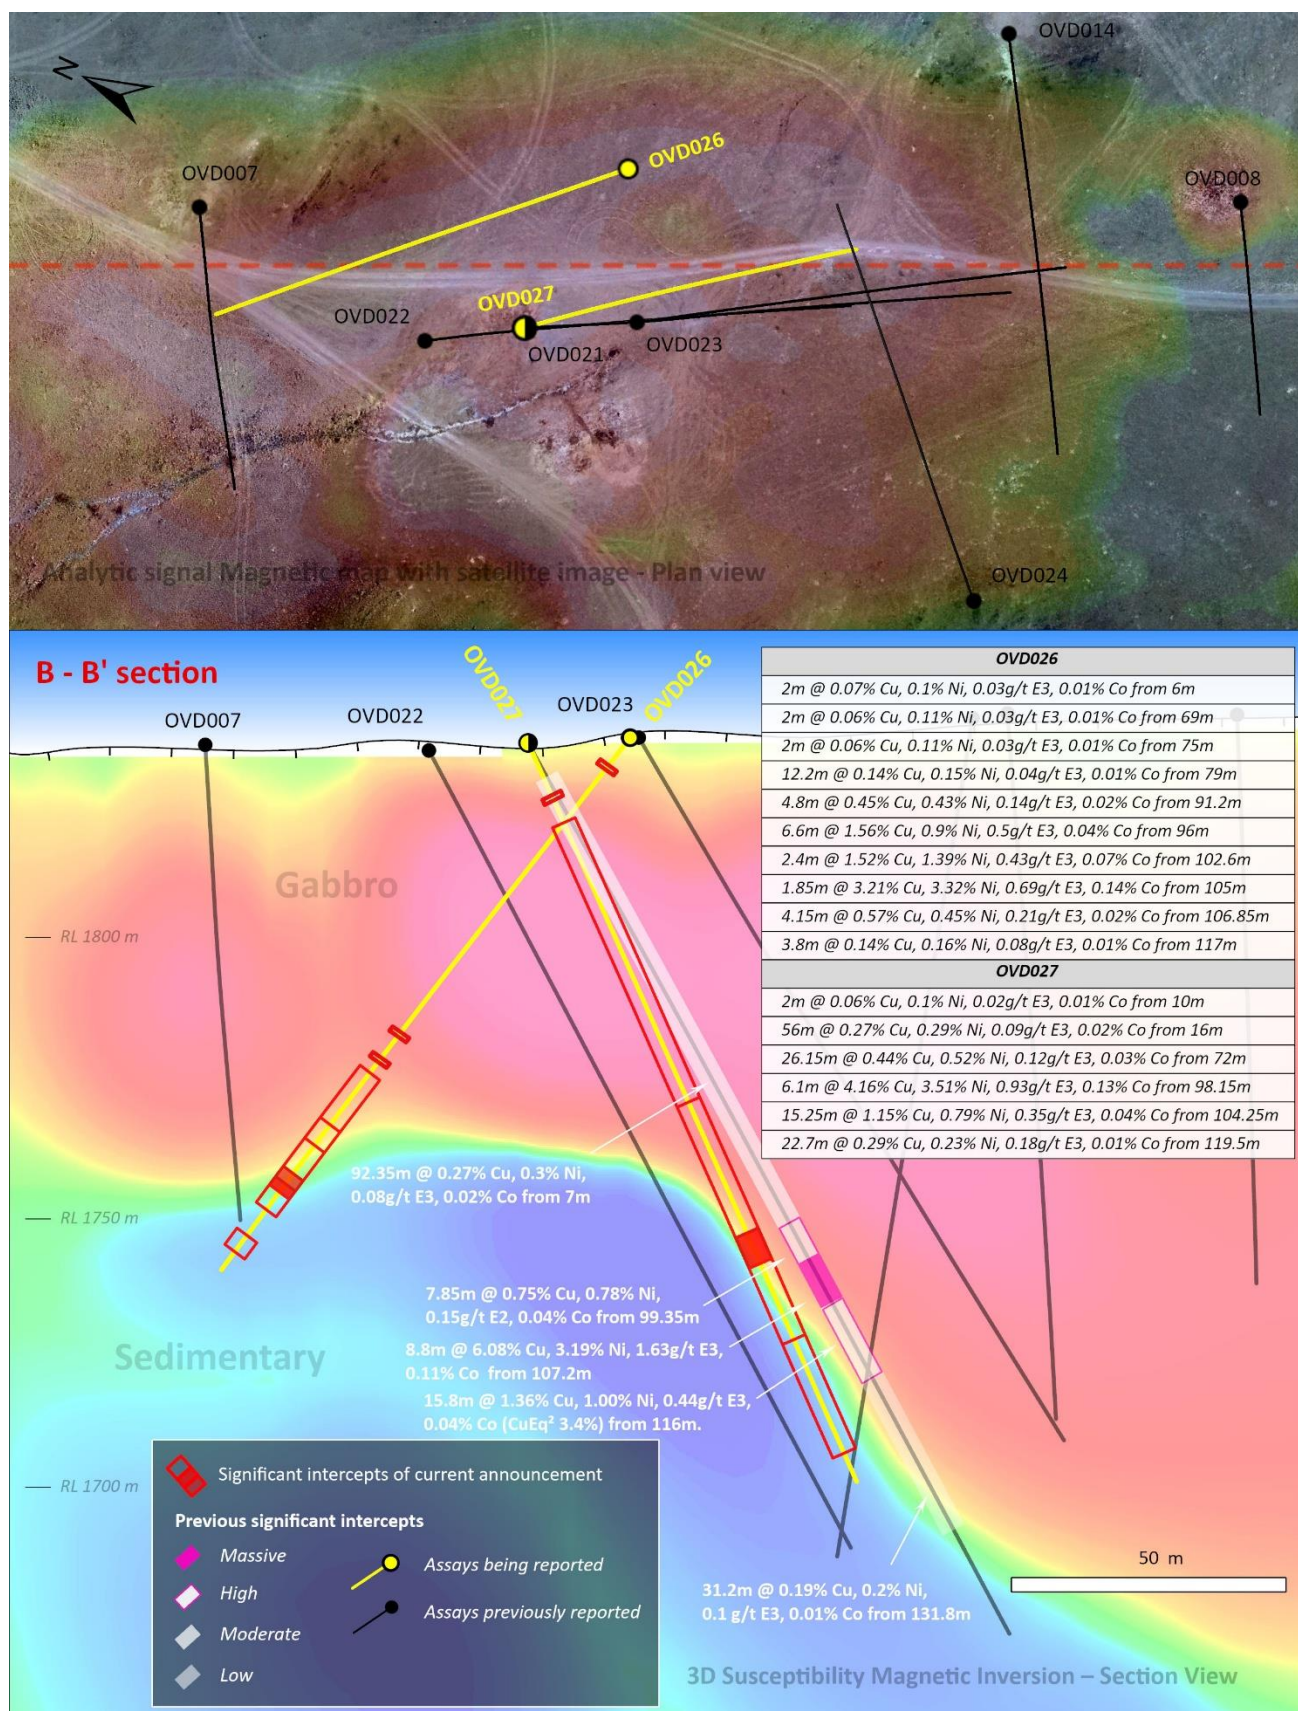 OVD014
N
OVD026
OVD007
OVD008
OVD027
OVD022
OVD021
OVD023
OVD024
Analytic signal Magnetic map with satellite image - Plan view
B - B' section
OVD007
OVD022
OVD027
OVD023
OVD026
OVD026
2m @ 0.07% Cu, 0.1% Ni, 0.03g/t E3, 0.01% Co from 6m
2m @ 0.06% Cu, 0.11% Ni, 0.03g/t E3, 0.01% Co from 69m
2m @ 0.06% Cu, 0.11% Ni, 0.03g/t E3, 0.01% Co from 75m
12.2m @ 0.14% Cu, 0.15% Ni, 0.04g/t E3, 0.01% Co from 79m
4.8m @ 0.45% Cu, 0.43% Ni, 0.14g/t E3, 0.02% Co from 91.2m
6.6m @ 1.56% Cu, 0.9% Ni, 0.5g/t E3, 0.04% Co from 96m
2.4m @ 1.52% Cu, 1.39% Ni, 0.43g/t E3, 0.07% Co from 102.6m
1.85m @ 3.21% Cu, 3.32% Ni, 0.69g/t E3, 0.14% Co from 105m
4.15m @ 0.57% Cu, 0.45% Ni, 0.21g/t E3, 0.02% Co from 106.85m
3.8m @ 0.14% Cu, 0.16% Ni, 0.08g/t E3, 0.01% Co from 117m
OVD027
2m @ 0.06% Cu, 0.1% Ni, 0.02g/t E3, 0.01% Co from 10m
56m @ 0.27% Cu, 0.29% Ni, 0.09g/t E3, 0.02% Co from 16m
26.15m @ 0.44% Cu, 0.52% Ni, 0.12g/t E3, 0.03% Co from 72m
6.1m @ 4.16% Cu, 3.51% Ni, 0.93g/t E3, 0.13% Co from 98.15m
15.25m @ 1.15% Cu, 0.79% Ni, 0.35g/t E3, 0.04% Co from 104.25m
22.7m @ 0.29% Cu, 0.23% Ni, 0.18g/t E3, 0.01% Co from 119.5m
Gabbro
RL 1800 m
92.35m @ 0.27% Cu, 0.3% Ni,
0.08g/t E3, 0.02% Co from 7m
RL 1750 m
7.85m @ 0.75% Cu, 0.78% Ni,
0.15g/t E2, 0.04% Co from 99.35m
Sedimentary
8.8m @ 6.08% Cu, 3.19% Ni, 1.63g/t E3,
0.11% Co from 107.2m
15.8m @ 1.36% Cu, 1.00% Ni, 0.44g/t E3,
0.04% Co (CuEq² 3.4%) from 116m.
RL 1700 m
Significant intercepts of current announcement
Previous significant intercepts
Massive
High
Moderate
Low
Assays being reported
Assays previously reported
50 m
31.2m @ 0.19% Cu, 0.2% Ni,
0.1 g/t E3, 0.01% Co from 131.8m
3D Susceptibility Magnetic Inversion – Section View